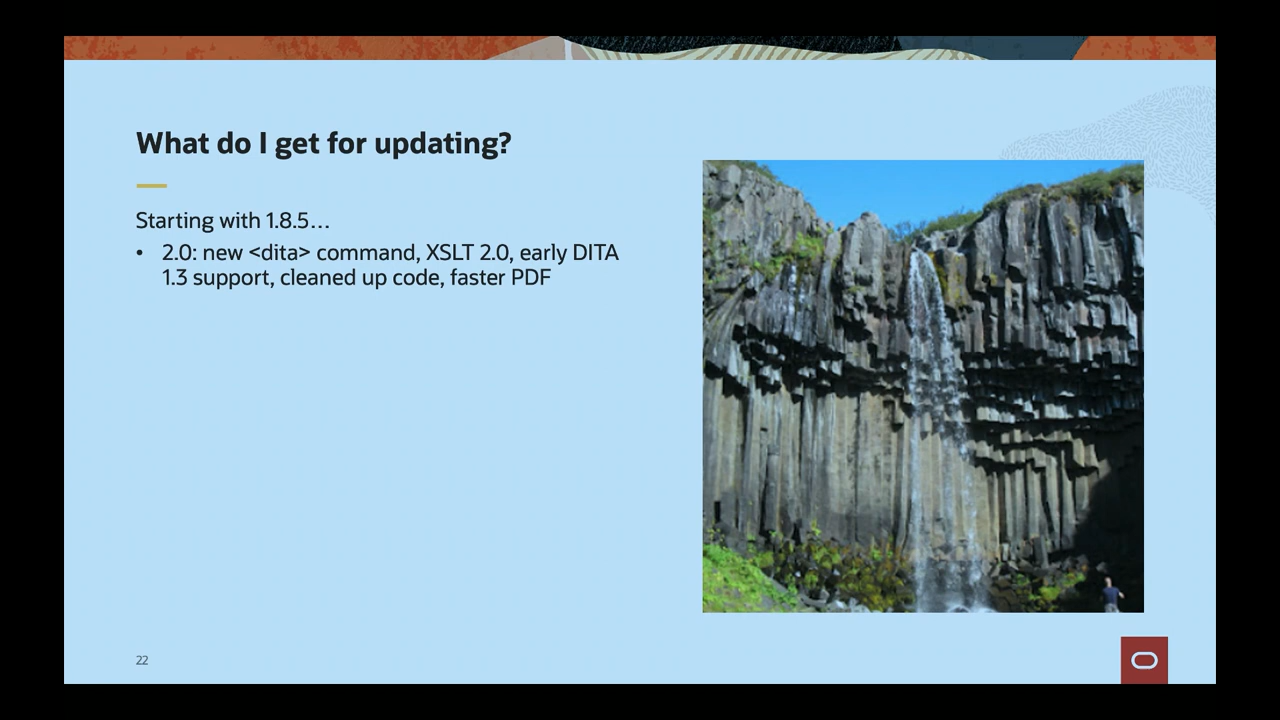 What do I get for updating?
Starting with 1.8.5…
• 2.0: new <dita> command, XSLT 2.0, early DITA
1.3 support, cleaned up code, faster PDF
22